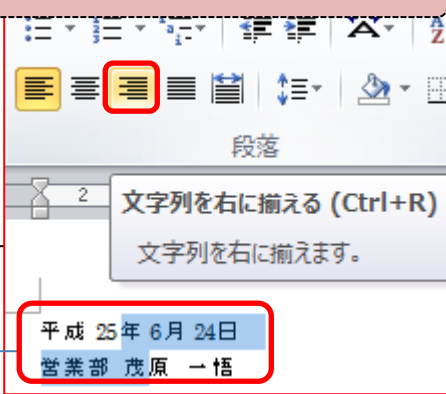 段落
2
文字列を右に揃える (Ctrl+R)
文字列を右に揃えます。
平成 25年 6月 24日
営業部 茂原 一悟